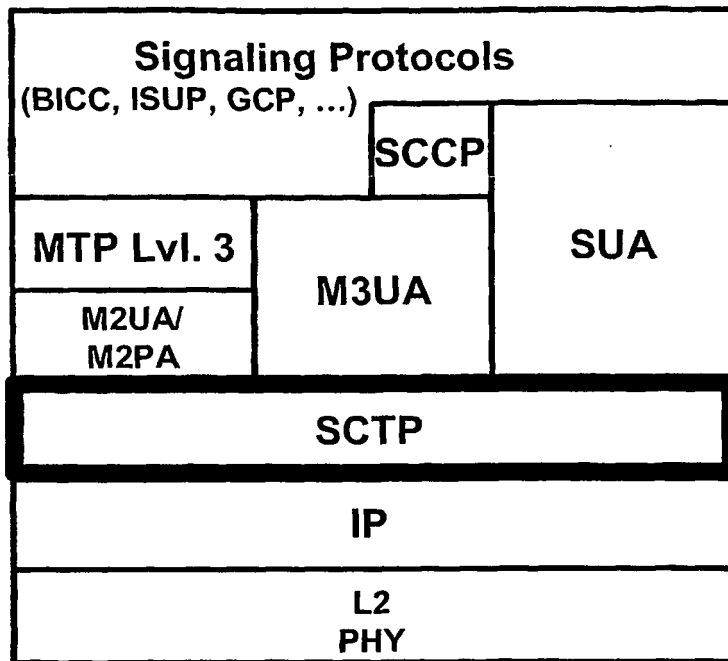 Signaling Protocols
(BICC, ISUP, GCP, ...)
SCCP
MTP Lvl. 3
M3UA
SUA
M2UA/
M2PA
SCTP
IP
L2
PHY